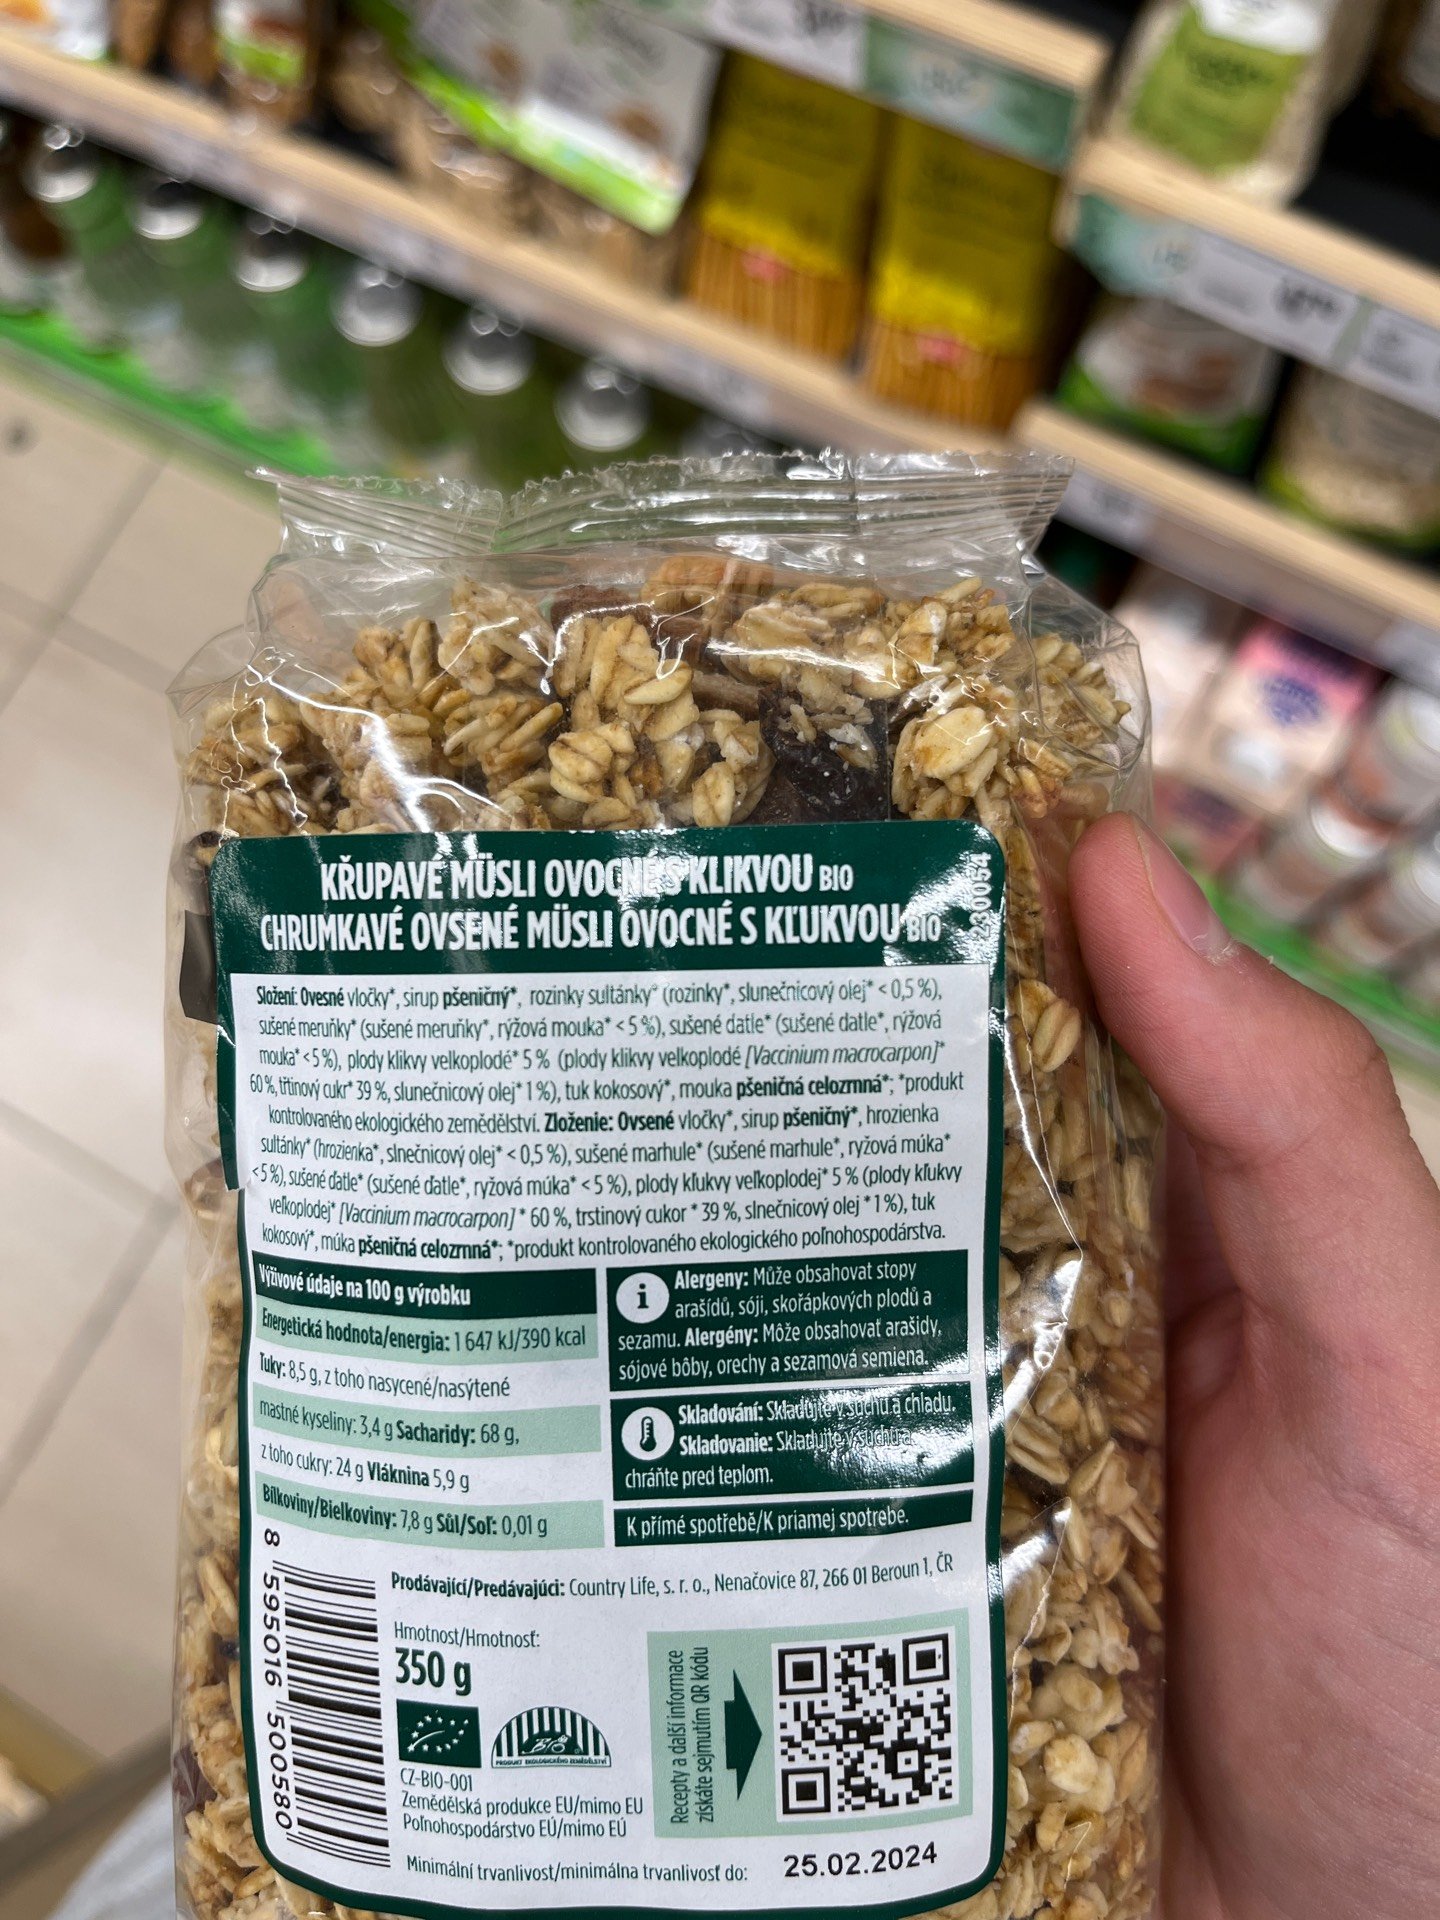 KŘUPAVÉ MÜSLI OVOCNÉ S KLIKVOU BIO
CHRUMKAVÉ OVSENÉ MÜSLI OVOCNÉ S KĽUKVOU BIO
230054
Složení: Ovesné vločky*, sirup pšeničný*, rozinky sultánky* (rozinky*, slunečnicový olej* < 0,5 %),
sušené meruňky* (sušené meruňky*, rýžová mouka* < 5 %), sušené datle* (sušené datle*, rýžová
mouka* < 5 %), plody klikvy velkoplodé* 5 % (plody klikvy velkoplodé [Vaccinium macrocarpon]*
60 %, třtinový cukr* 39 %, slunečnicový olej* 1 %), tuk kokosový*, mouka pšeničná celozrnná*; *produkt
kontrolovaného ekologického zemědělství. Zloženie: Ovsené vločky*, sirup pšeničný*, hrozienka
sultánky* (hrozienka*, slnečnicový olej* < 0,5 %), sušené marhule* (sušené marhule*, ryžová múka*
< 5 %), sušené ďatle* (sušené ďatle*, ryžová múka* < 5 %), plody kľukvy veľkoplodej* 5 % (plody kľukvy
veľkoplodej* [Vaccinium macrocarpon] * 60 %, trstinový cukor * 39 %, slnečnicový olej * 1 %), tuk
kokosový*, múka pšeničná celozrnná*; *produkt kontrolovaného ekologického poľnohospodárstva.
Výživové údaje na 100 g výrobku
Energetická hodnota/energia: 1 647 kJ/390 kcal
Tuky: 8,5 g, z toho nasycené/nasýtené
mastné kyseliny: 3,4 g Sacharidy: 68 g,
z toho cukry: 24 g Vláknina 5,9 g
Bílkoviny/Bielkoviny: 7,8 g Sůl/Soľ: 0,01 g
i
Alergeny: Může obsahovat stopy
arašídů, sóji, skořápkových plodů a
sezamu. Alergény: Môže obsahovať arašidy,
sójové bôby, orechy a sezamová semiena.
Skladování: Skladujte v suchu a chladu.
Skladovanie: Skladujte v suchu a
chráňte pred teplom.
K přímé spotřebě/K priamej spotrebe.
Prodávající/Predávajúci: Country Life, s. r. o., Nenačovice 87, 266 01 Beroun 1, ČR
Hmotnost/Hmotnosť:
350 g
BIO
PRODUKT EKOLOGICKÉHO ZEMĚDĚLSTVÍ
CZ-BIO-001
Zemědělská produkce EU/mimo EU
Poľnohospodárstvo EÚ/mimo EÚ
Recepty a další informace
získáte sejmutím QR kódu
8 595016 500580
Minimální trvanlivost/minimálna trvanlivosť do: 25.02.2024